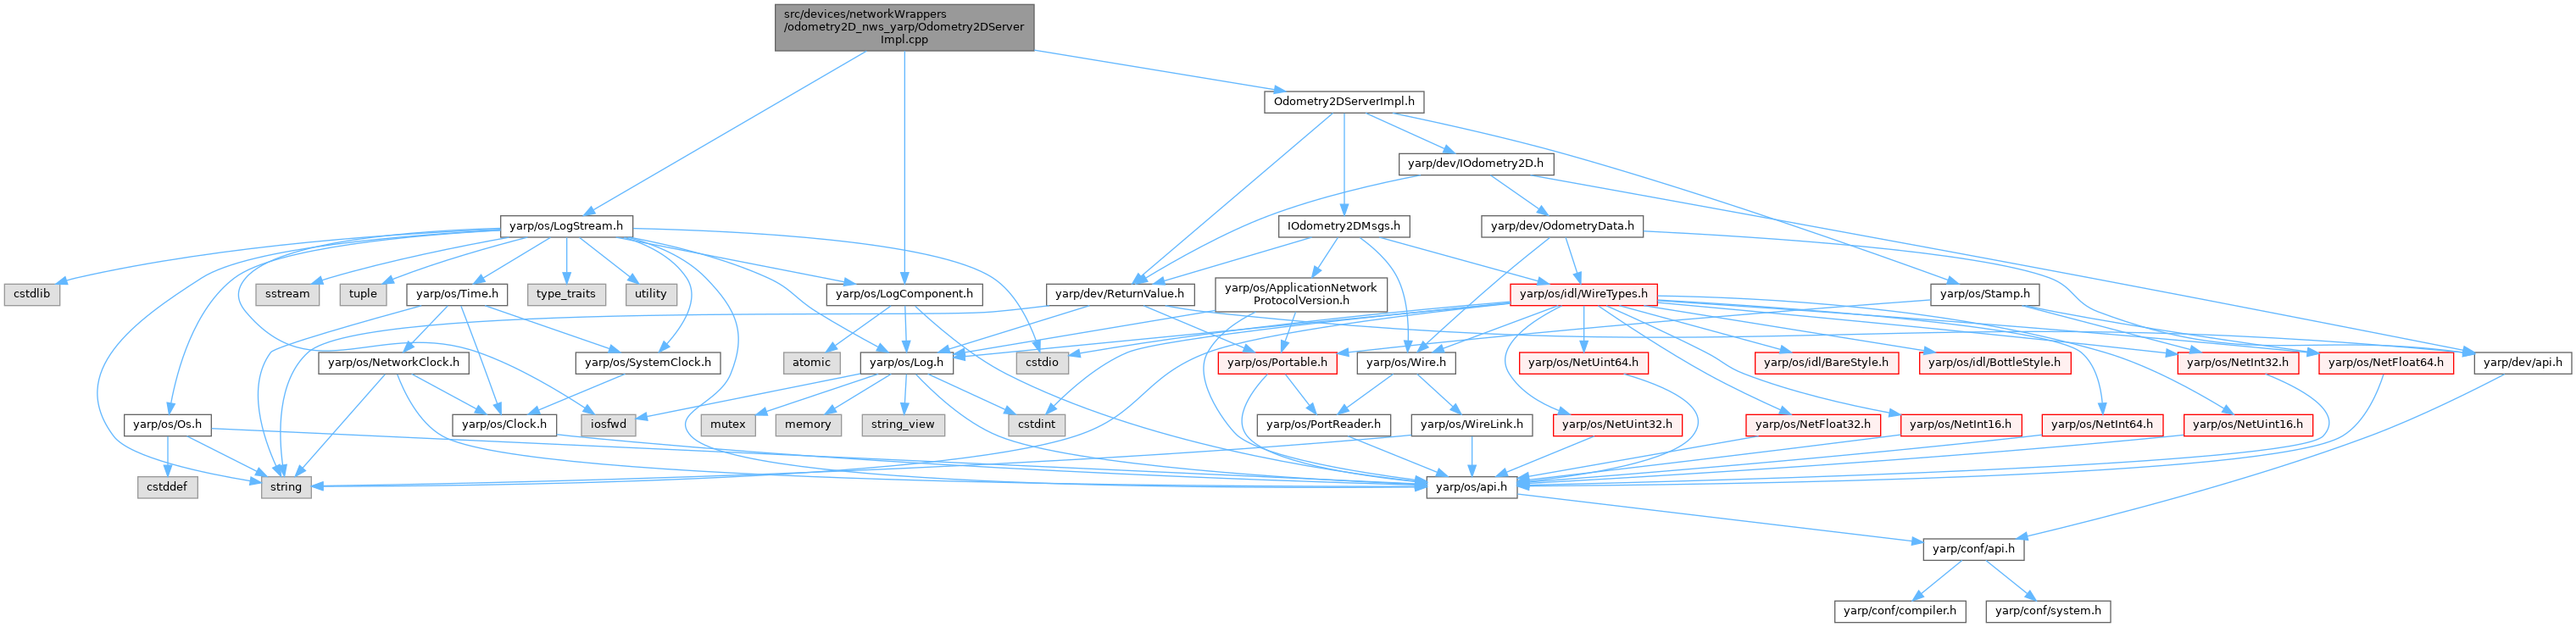 src/devices/networkWrappers
/odometry2D_nws_yarp/Odometry2DServer
Impl.cpp
Odometry2DServerImpl.h
yarp/dev/IOdometry2D.h
yarp/os/LogStream.h
IOdometry2DMsgs.h
yarp/dev/OdometryData.h
cstdlib
sstream
tuple
yarp/os/Time.h
type_traits
utility
yarp/os/LogComponent.h
yarp/dev/ReturnValue.h
yarp/os/ApplicationNetwork
ProtocolVersion.h
yarp/os/idl/WireTypes.h
yarp/os/Stamp.h
yarp/os/NetworkClock.h
yarp/os/SystemClock.h
atomic
yarp/os/Log.h
cstdio
yarp/os/Portable.h
yarp/os/Wire.h
yarp/os/NetUint64.h
yarp/os/idl/BareStyle.h
yarp/os/idl/BottleStyle.h
yarp/os/NetInt32.h
yarp/os/NetFloat64.h
yarp/dev/api.h
yarp/os/Os.h
yarp/os/Clock.h
iosfwd
mutex
memory
string_view
cstdint
yarp/os/PortReader.h
yarp/os/WireLink.h
yarp/os/NetUint32.h
yarp/os/NetFloat32.h
yarp/os/NetInt16.h
yarp/os/NetInt64.h
yarp/os/NetUint16.h
cstddef
string
yarp/os/api.h
yarp/conf/api.h
yarp/conf/compiler.h
yarp/conf/system.h